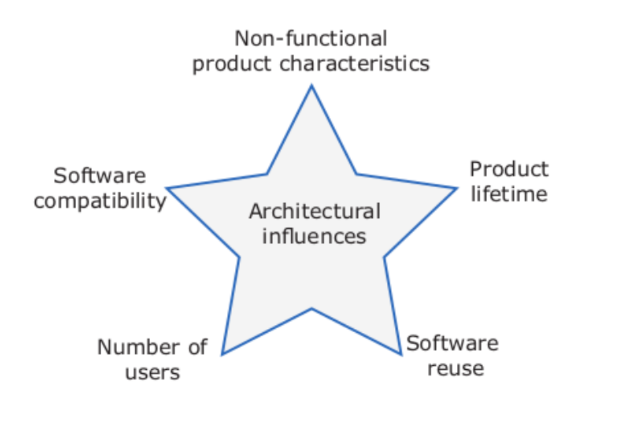 Non-functional
product characteristics
Software
compatibility
Product
lifetime
Architectural
influences
Number of
users
Software
reuse